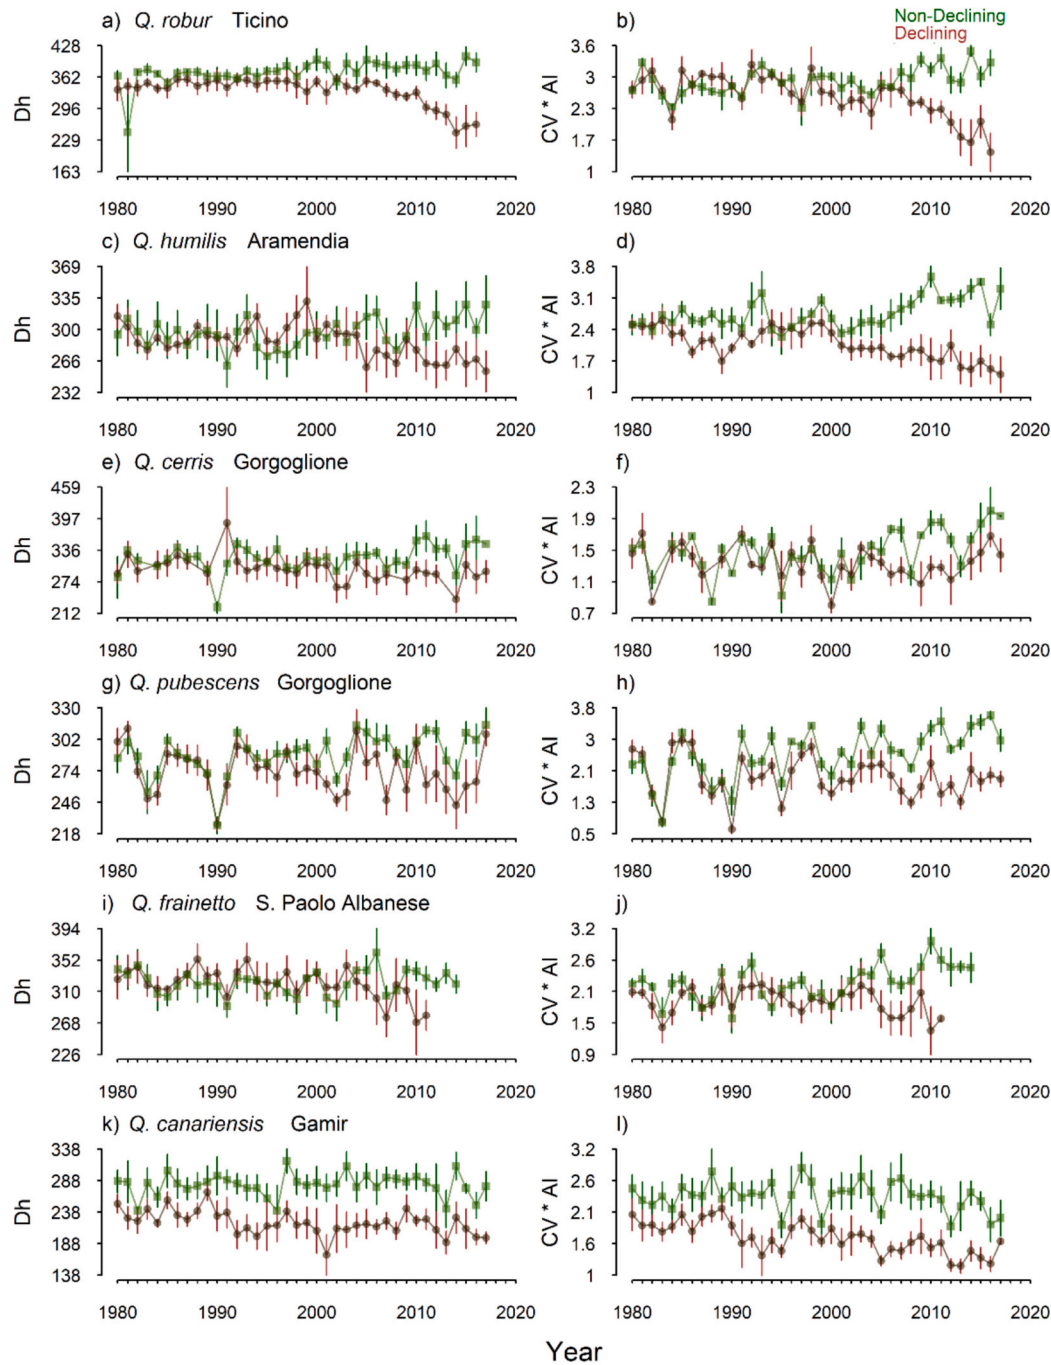 a) Q. robur Ticino
b)
Non-Declining
Declining
428
362
296
229
163
Dh
3.6
3
2.3
1.7
1
CV * AI
1980 1990 2000 2010 2020
1980 1990 2000 2010 2020
c) Q. humilis Aramendia
d)
369
335
300
266
232
Dh
3.8
3.1
2.4
1.7
1
CV * AI
1980 1990 2000 2010 2020
1980 1990 2000 2010 2020
e) Q. cerris Gorgoglione
f)
459
397
336
274
212
Dh
2.3
1.9
1.5
1.1
0.7
CV * AI
1980 1990 2000 2010 2020
1980 1990 2000 2010 2020
g) Q. pubescens Gorgoglione
h)
330
302
274
246
218
Dh
3.8
3
2.1
1.3
0.5
CV * AI
1980 1990 2000 2010 2020
1980 1990 2000 2010 2020
i) Q. frainetto S. Paolo Albanese
j)
394
352
310
268
226
Dh
3.2
2.6
2.1
1.5
0.9
CV * AI
1980 1990 2000 2010 2020
1980 1990 2000 2010 2020
k) Q. canariensis Gamir
l)
338
288
238
188
138
Dh
3.2
2.6
2.1
1.6
1
CV * AI
1980 1990 2000 2010 2020
1980 1990 2000 2010 2020
Year